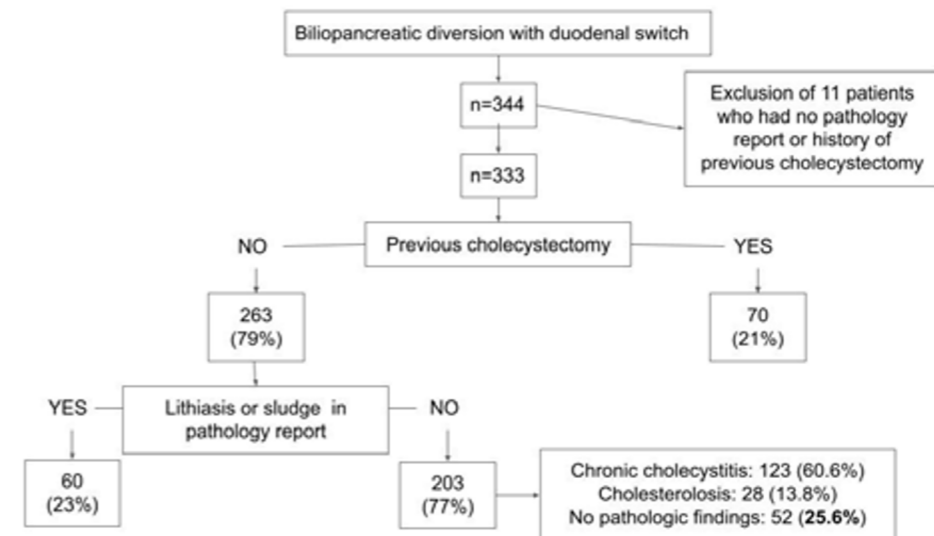 Biliopancreatic diversion with duodenal switch
n=344
Exclusion of 11 patients
who had no pathology
report or history of
previous cholecystectomy
n=333
NO
Previous cholecystectomy
YES
263
(79%)
70
(21%)
YES
Lithiasis or sludge in
pathology report
NO
60
(23%)
203
(77%)
Chronic cholecystitis: 123 (60.6%)
Cholesterolosis: 28 (13.8%)
No pathologic findings: 52 (25.6%)